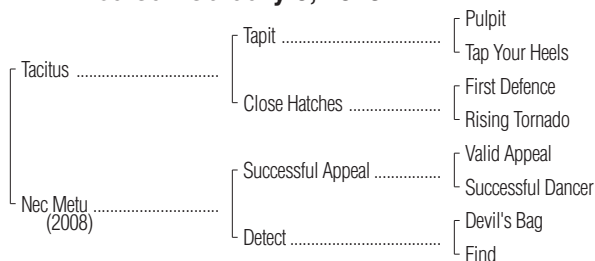 Pulpit
Tapit ........................................
Tap Your Heels
Tacitus ...................................
First Defence
Close Hatches .........................
Rising Tornado
Valid Appeal
Successful Appeal .................
Successful Dancer
Nec Metu ...............................
(2008)
Devil's Bag
Detect .....................................
Find